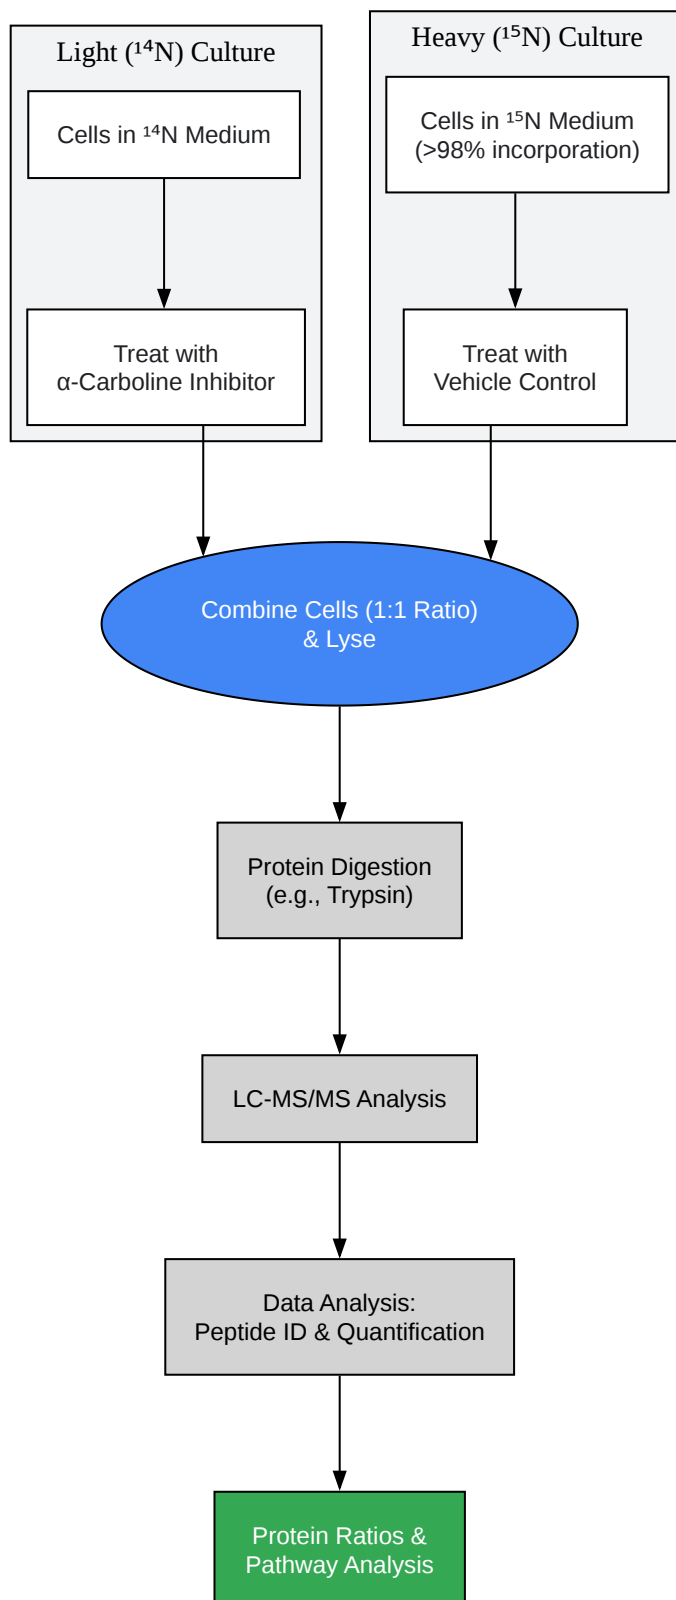 Light (¹⁴N) Culture
Cells in ¹⁴N Medium
Treat with
α-Carboline Inhibitor
Heavy (¹⁵N) Culture
Cells in ¹⁵N Medium
(>98% incorporation)
Treat with
Vehicle Control
Combine Cells (1:1 Ratio)
& Lyse
Protein Digestion
(e.g., Trypsin)
LC-MS/MS Analysis
Data Analysis:
Peptide ID & Quantification
Protein Ratios &
Pathway Analysis